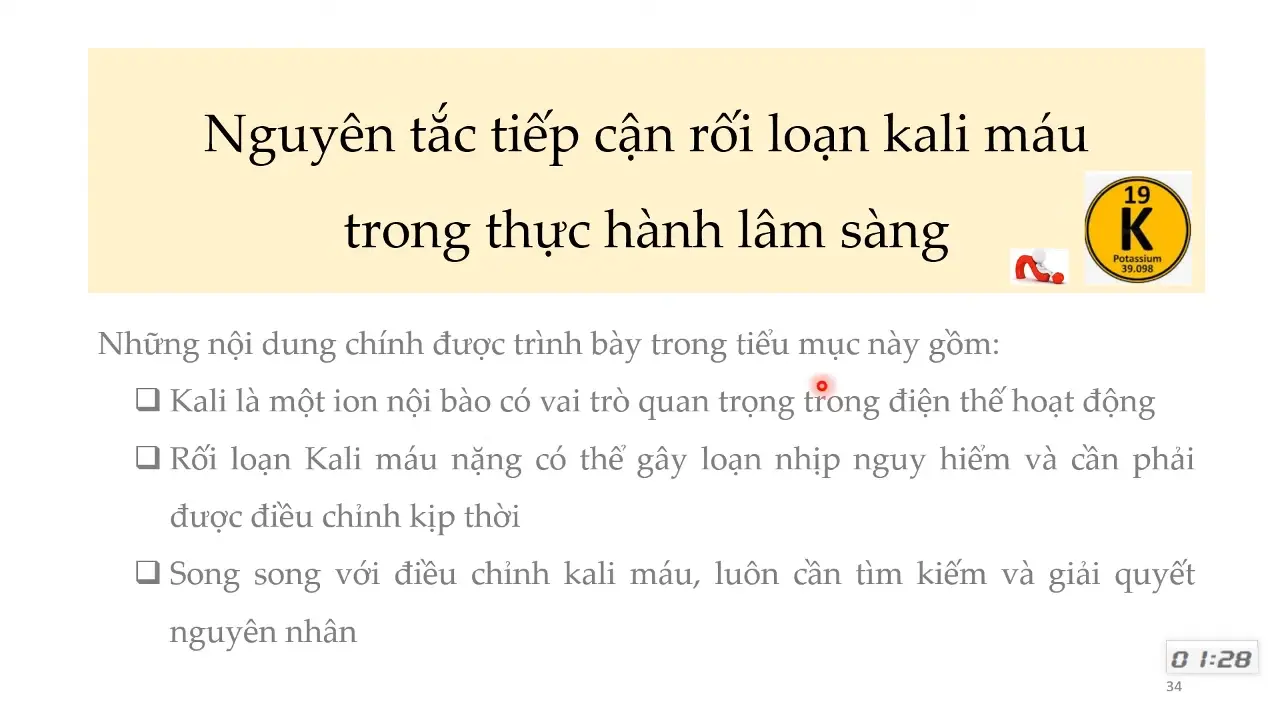 Nguyên tắc tiếp cận rối loạn kali máu
trong thực hành lâm sàng
19
K
Potassium
39.098
Những nội dung chính được trình bày trong tiểu mục này gồm:
Kali là một ion nội bào có vai trò quan trọng trong điện thế hoạt động
Rối loạn Kali máu nặng có thể gây loạn nhịp nguy hiểm và cần phải
được điều chỉnh kịp thời
Song song với điều chỉnh kali máu, luôn cần tìm kiếm và giải quyết
nguyên nhân
01:28
34